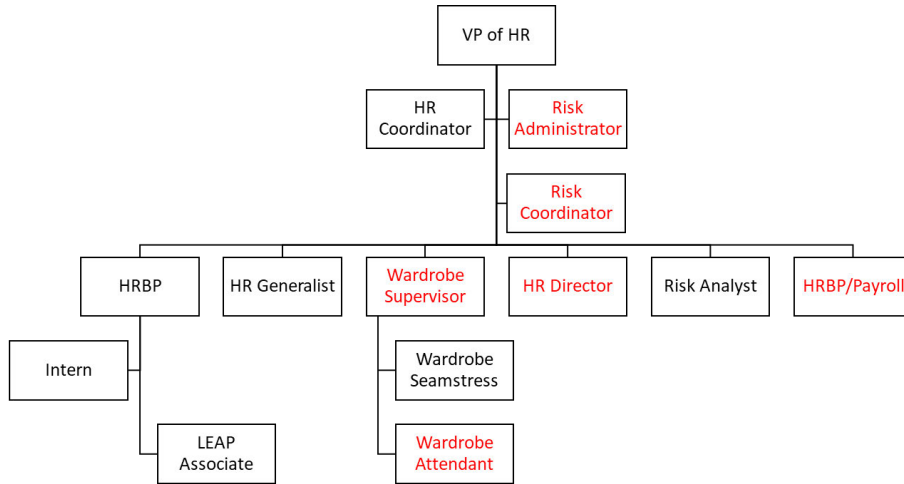 VP of HR
HR
Coordinator
Risk
Administrator
Risk
Coordinator
HRBP
HR Generalist
Wardrobe
Supervisor
HR Director
Risk Analyst
HRBP/Payroll
Intern
Wardrobe
Seamstress
LEAP
Associate
Wardrobe
Attendant